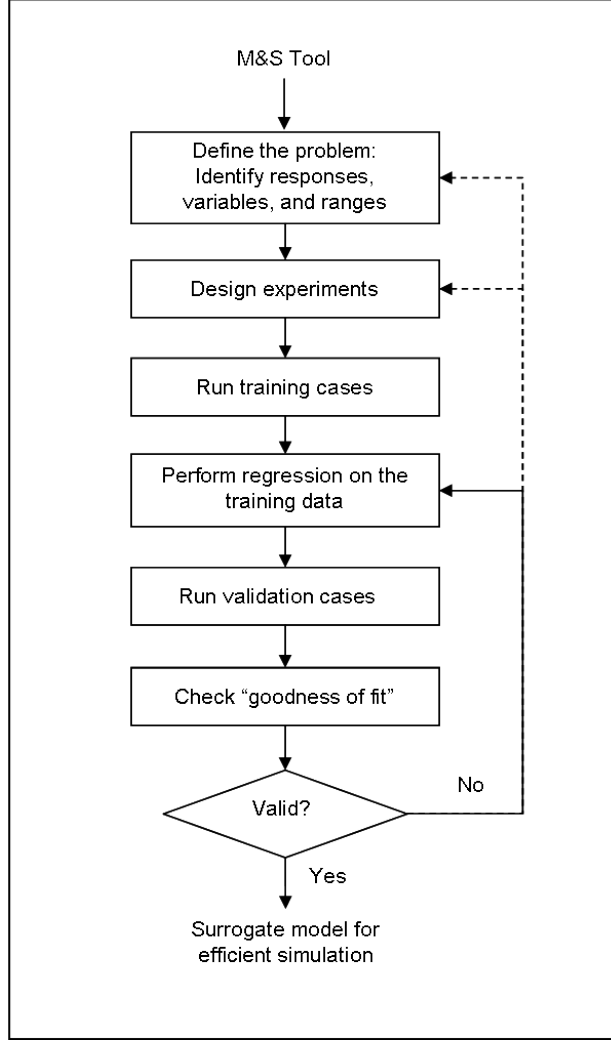 M&S Tool
Define the problem:
Identify responses,
variables, and ranges
Design experiments
Run training cases
Perform regression on the
training data
Run validation cases
Check “goodness of fit”
Valid?
No
Yes
Surrogate model for
efficient simulation